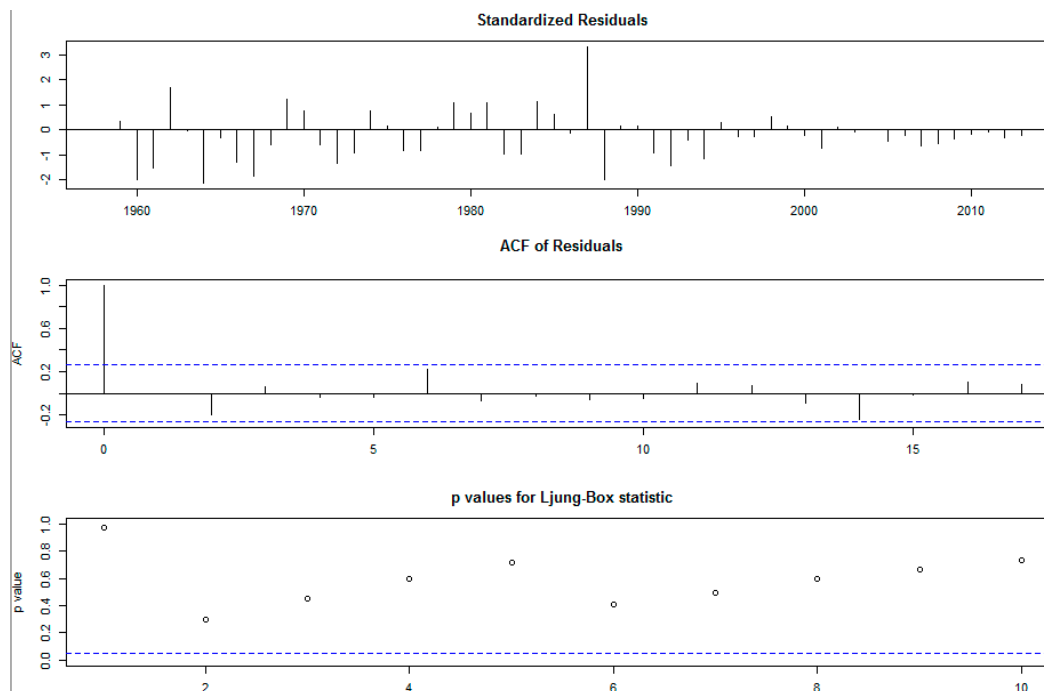 Standardized Residuals
3
2
1
0
-1
-2
1960 1970 1980 1990 2000 2010
ACF of Residuals
ACF
1.0
0.6
0.2
-0.2
0 5 10 15
p values for Ljung-Box statistic
p value
1.0
0.8
0.6
0.4
0.2
0.0
2 4 6 8 10